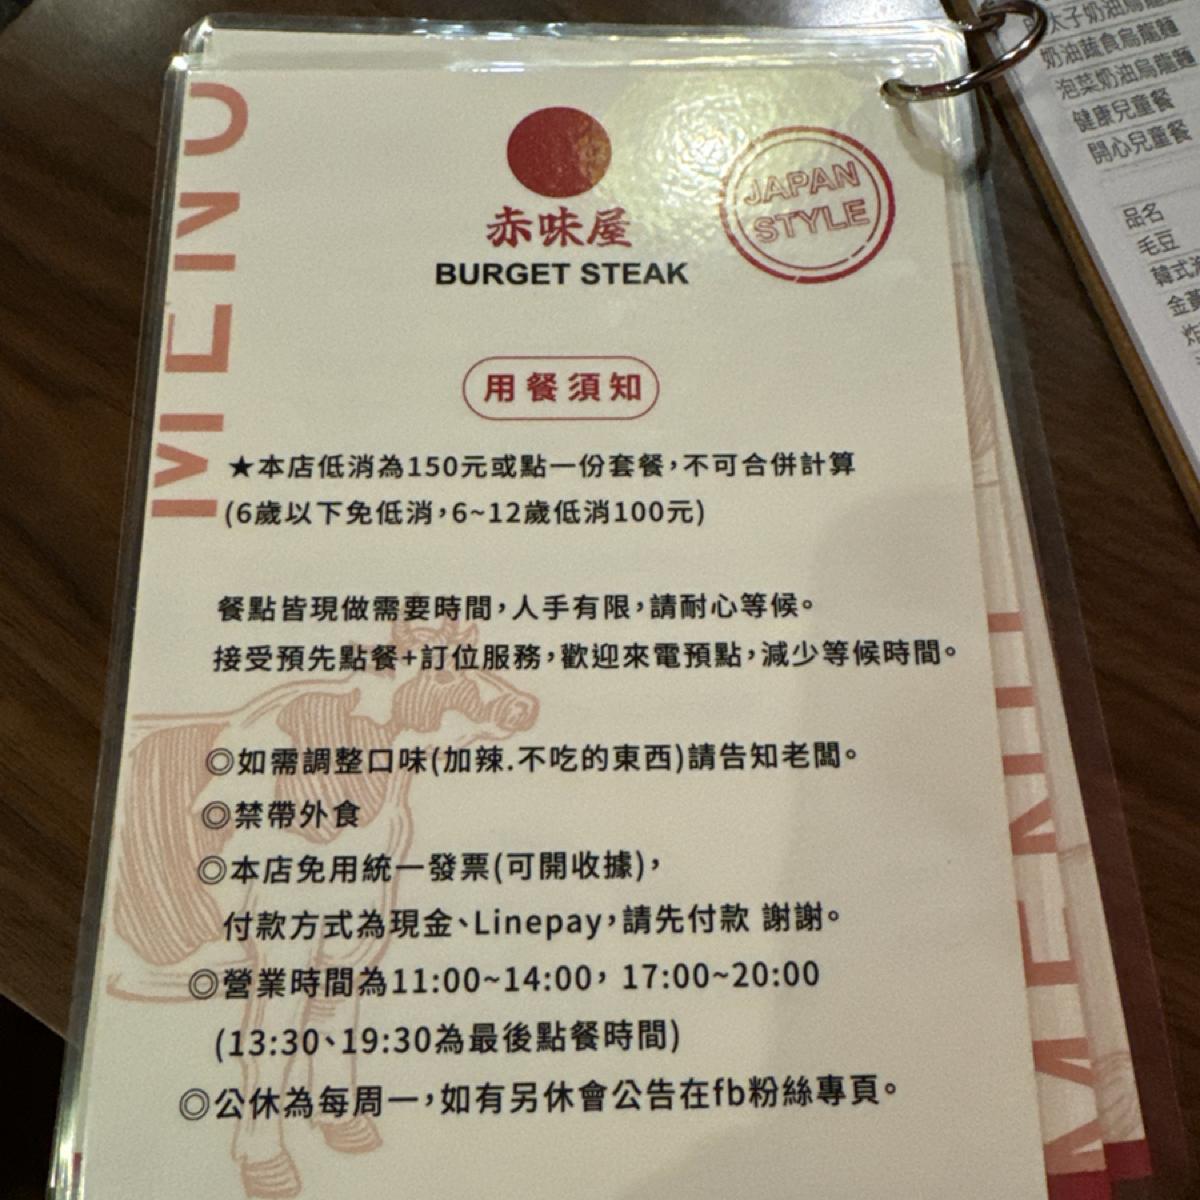 MENU
赤味屋
BURGET STEAK
JAPAN
STYLE
用餐須知
★本店低消為150元或點一份套餐，不可合併計算
(6歲以下免低消，6~12歲低消100元)
餐點皆現做需要時間，人手有限，請耐心等候。
接受預先點餐+訂位服務，歡迎來電預點，減少等候時間。
◎如需調整口味(加辣.不吃的東西)請告知老闆。
◎禁帶外食
◎本店免用統一發票(可開收據)，
付款方式為現金、Linepay，請先付款 謝謝。
◎營業時間為11:00~14:00， 17:00~20:00
(13:30、19:30為最後點餐時間)
◎公休為每周一，如有另休會公告在fb粉絲專頁。
太子奶油烏龍麵
奶油蔬食烏龍麵
泡菜奶油烏龍麵
健康兒童餐
開心兒童餐
品名
毛豆
韓式